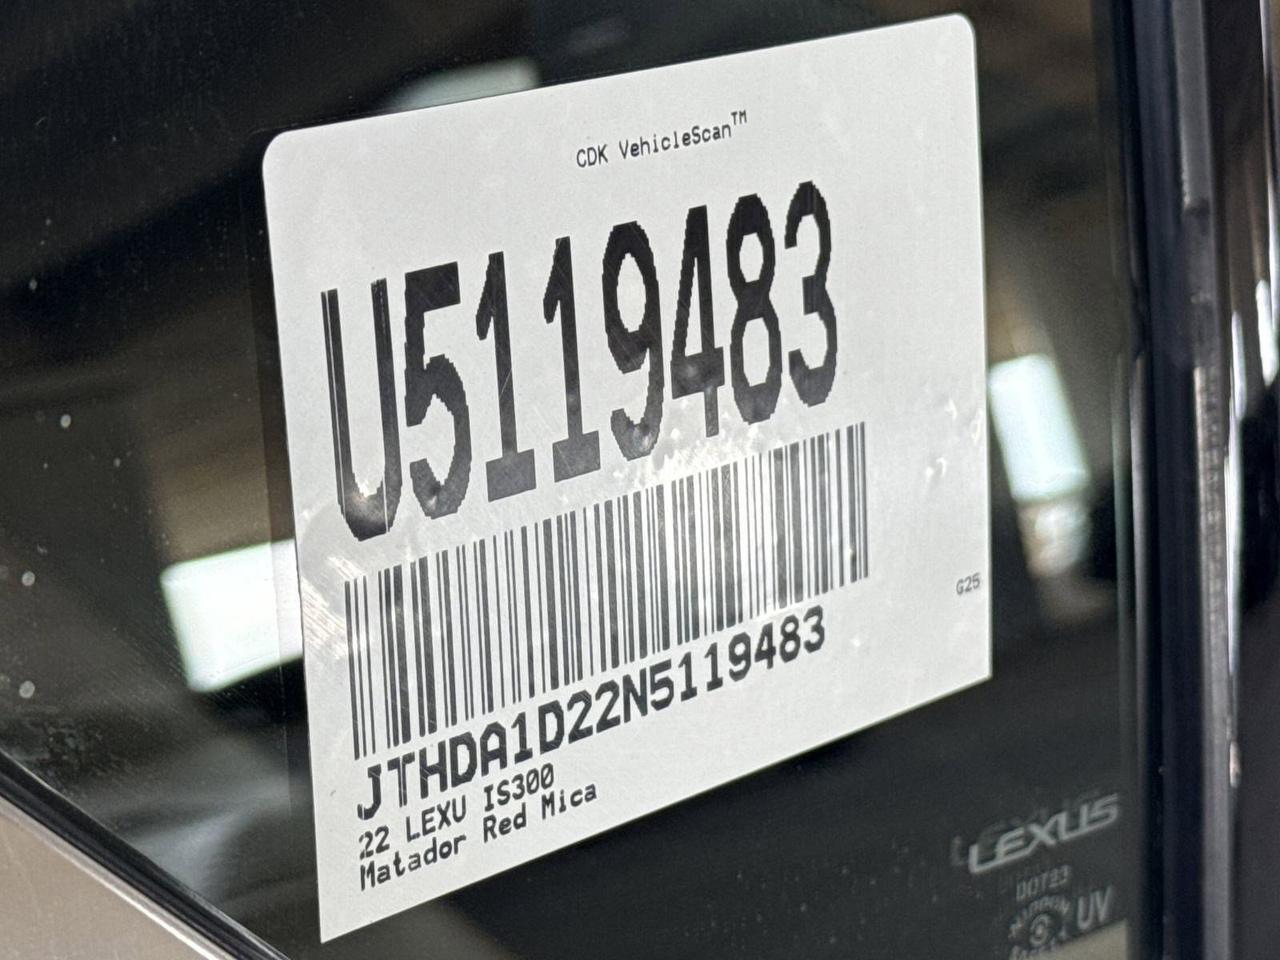 CDK VehicleScan™
U5119483
G25
JTHDA1D22N5119483
22 LEXU IS300
Matador Red Mica
LEXUS
DOT23
UV